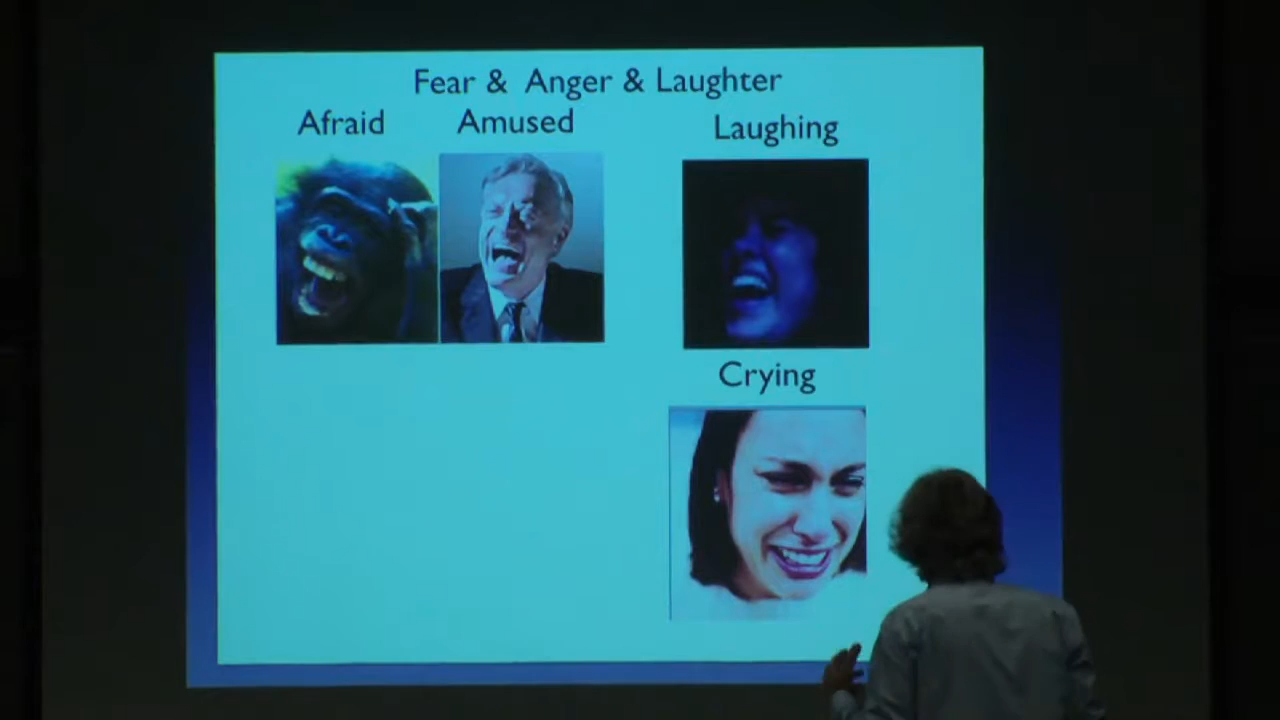 Fear & Anger & Laughter
Afraid
Amused
Laughing
Crying